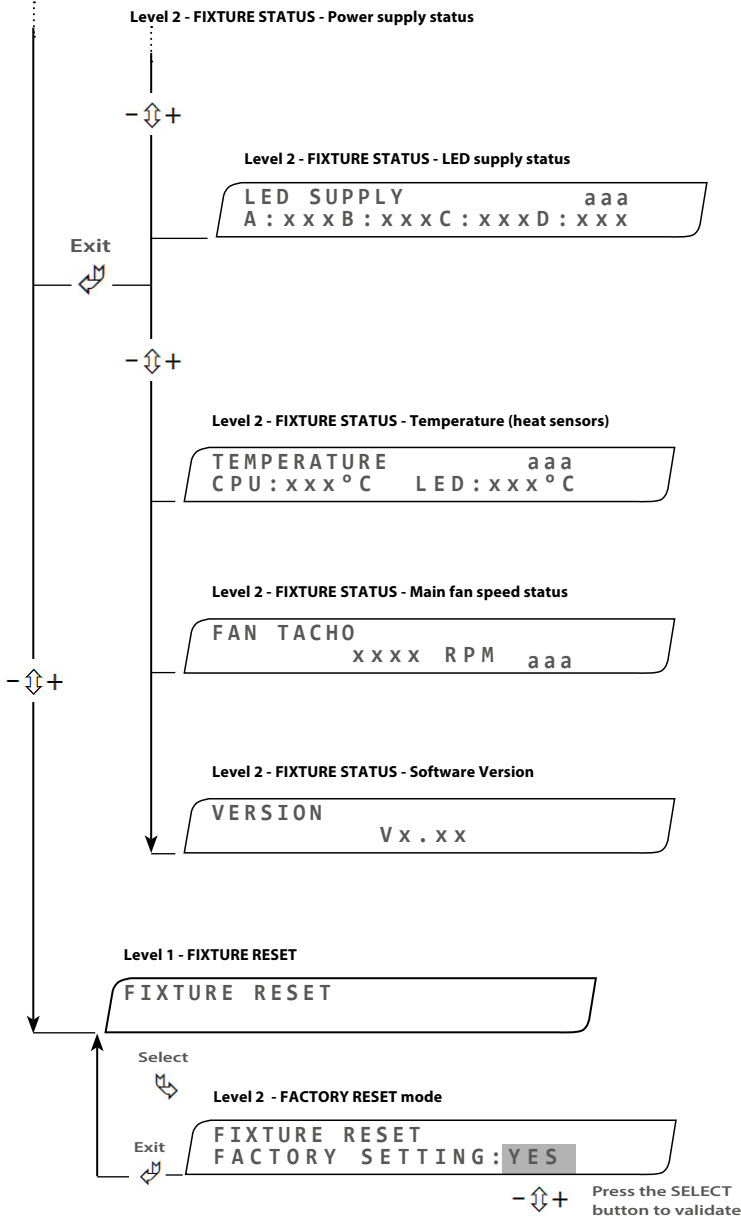 Level 2 - FIXTURE STATUS - Power supply status
- +
Level 2 - FIXTURE STATUS - LED supply status
LED SUPPLY aaa
A:xxxB:xxxC:xxxD:xxx
Exit
- +
Level 2 - FIXTURE STATUS - Temperature (heat sensors)
TEMPERATURE aaa
CPU:xxx°C LED:xxx°C
Level 2 - FIXTURE STATUS - Main fan speed status
FAN TACHO
xxxx RPM aaa
- +
Level 2 - FIXTURE STATUS - Software Version
VERSION
Vx.xx
Level 1 - FIXTURE RESET
FIXTURE RESET
Select
Level 2 - FACTORY RESET mode
FIXTURE RESET
FACTORY SETTING:YES
Exit
- +
Press the SELECT
button to validate